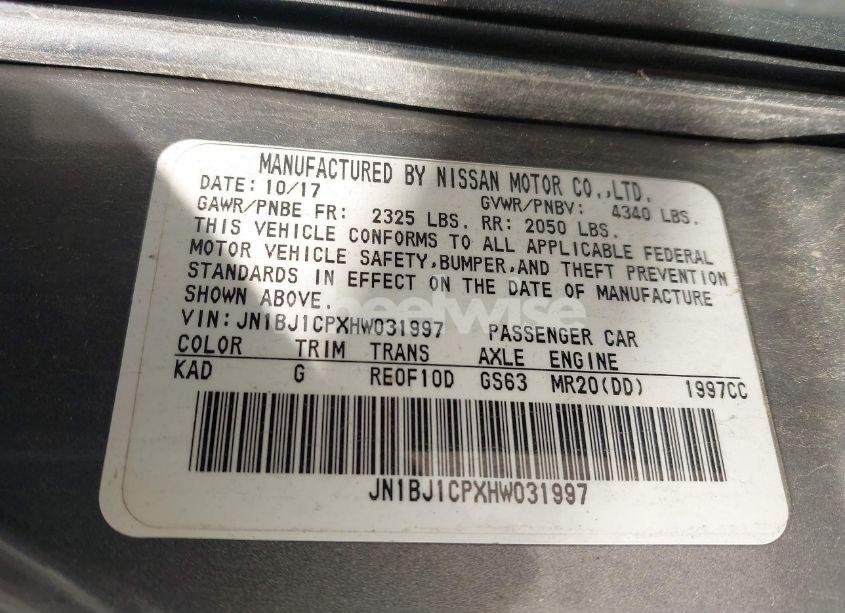 MANUFACTURED BY NISSAN MOTOR CO.,LTD.
DATE: 10/17 GVWR/PNBV: 4340 LBS.
GAWR/PNBE FR: 2325 LBS. RR: 2050 LBS.
THIS VEHICLE CONFORMS TO ALL APPLICABLE FEDERAL
MOTOR VEHICLE SAFETY,BUMPER,AND THEFT PREVENTION
STANDARDS IN EFFECT ON THE DATE OF MANUFACTURE
SHOWN ABOVE.
wheelwise
VIN:JN1BJ1CPXHW031997 PASSENGER CAR
COLOR TRIM TRANS AXLE ENGINE
KAD G RE0F10D GS63 MR20(DD) 1997CC
JN1BJ1CPXHW031997